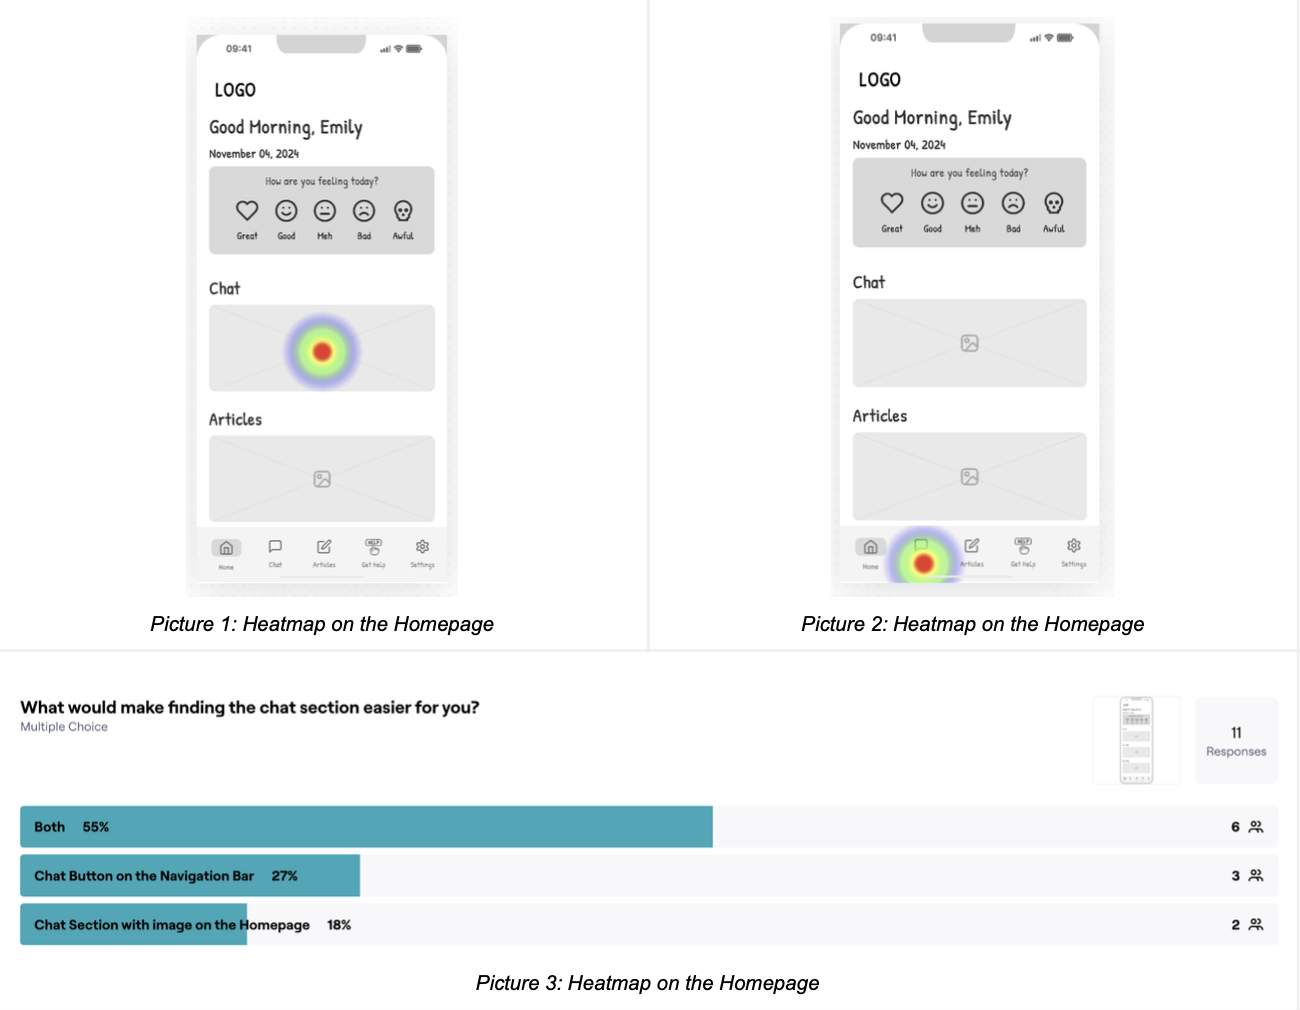 09:41
LOGO
Good Morning, Emily
November 04, 2024
How are you feeling today?
Great Good Meh Bad Awful
Chat
Articles
HELP
Home Chat Articles Get Help Settings
Picture 1: Heatmap on the Homepage
09:41
LOGO
Good Morning, Emily
November 04, 2024
How are you feeling today?
Great Good Meh Bad Awful
Chat
Articles
HELP
Home Articles Get Help Settings
Picture 2: Heatmap on the Homepage
What would make finding the chat section easier for you?
Multiple Choice
11
Responses
Both 55% 6
Chat Button on the Navigation Bar 27% 3
Chat Section with image on the Homepage 18% 2
Picture 3: Heatmap on the Homepage